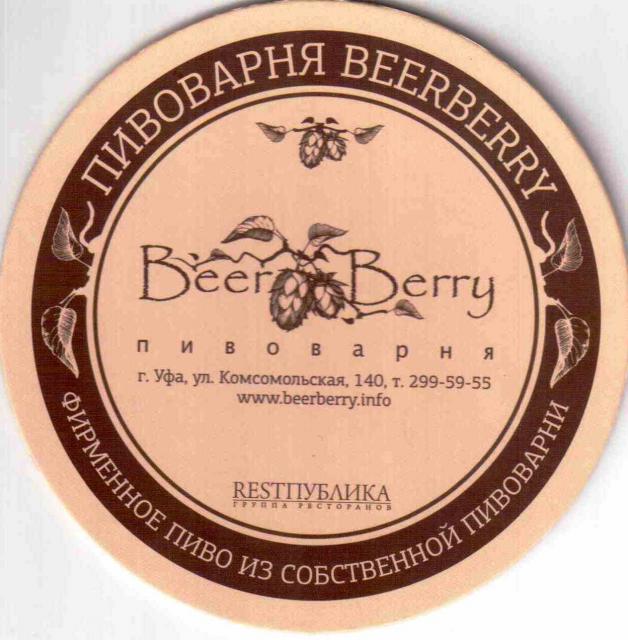 ПИВОВАРНЯ BEERBERRY
Beer Berry
пивоварня
г. Уфа, ул. Комсомольская, 140, т. 299-59-55
www.beerberry.info
RESTПУБЛИКА
ГРУППА РЕСТОРАНОВ
ФИРМЕННОЕ ПИВО ИЗ СОБСТВЕННОЙ ПИВОВАРНИ